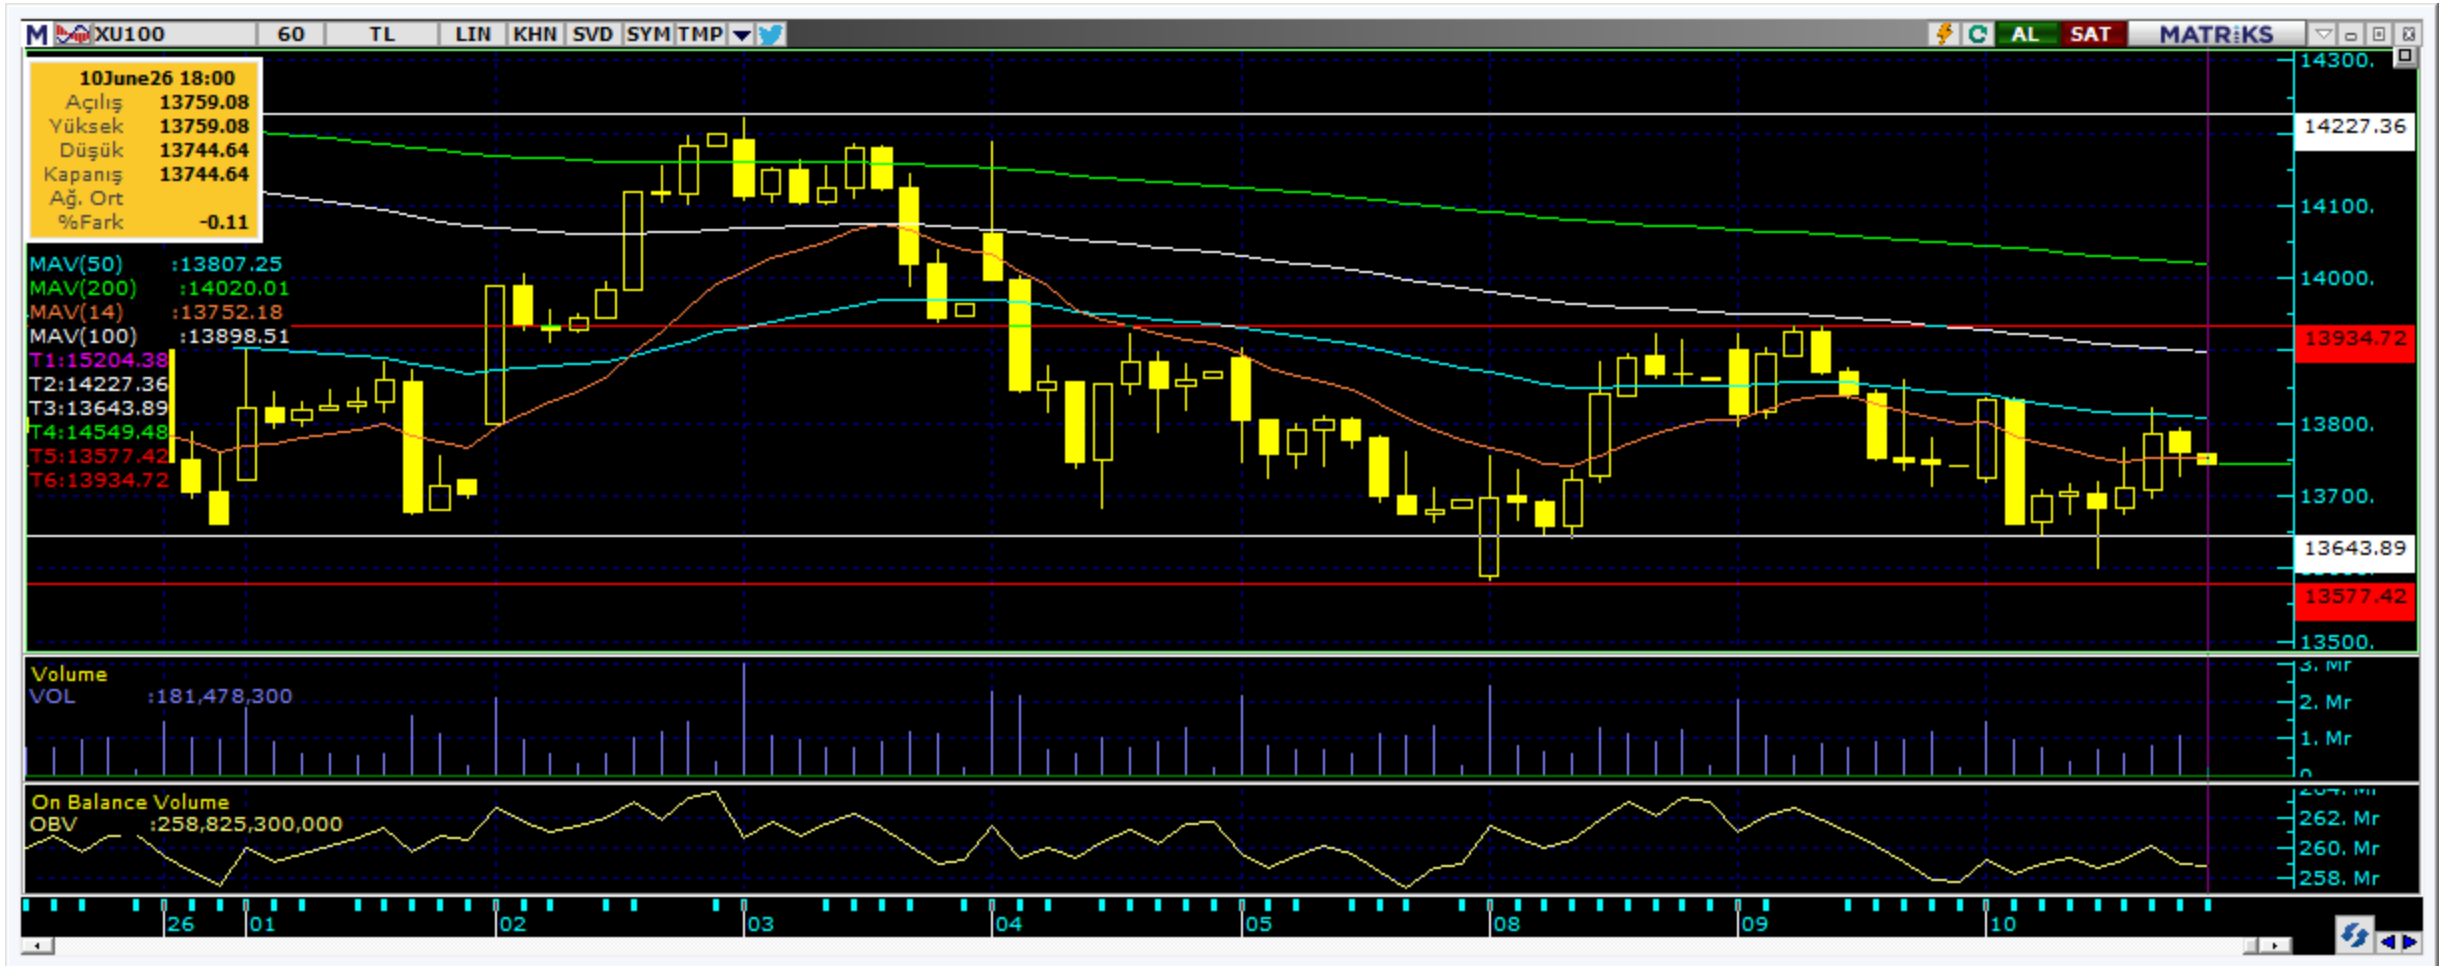 M XU100 60 TL LIN KHN SVD SYM TMP AL SAT MATRiKS
10June26 18:00
Açılış 13759.08
Yüksek 13759.08
Düşük 13744.64
Kapanış 13744.64
Ağ. Ort
%Fark -0.11
MAV(50) :13807.25
MAV(200) :14020.01
MAV(14) :13752.18
MAV(100) :13898.51
T1:15204.38
T2:14227.36
T3:13643.89
T4:14549.48
T5:13577.42
T6:13934.72
14300.
14227.36
14100.
14000.
13934.72
13800.
13700.
13643.89
13577.42
13500.
Volume
VOL :181,478,300
3. Mr
2. Mr
1. Mr
0
On Balance Volume
OBV :258,825,300,000
264. Mr
262. Mr
260. Mr
258. Mr
26 01 02 03 04 05 08 09 10